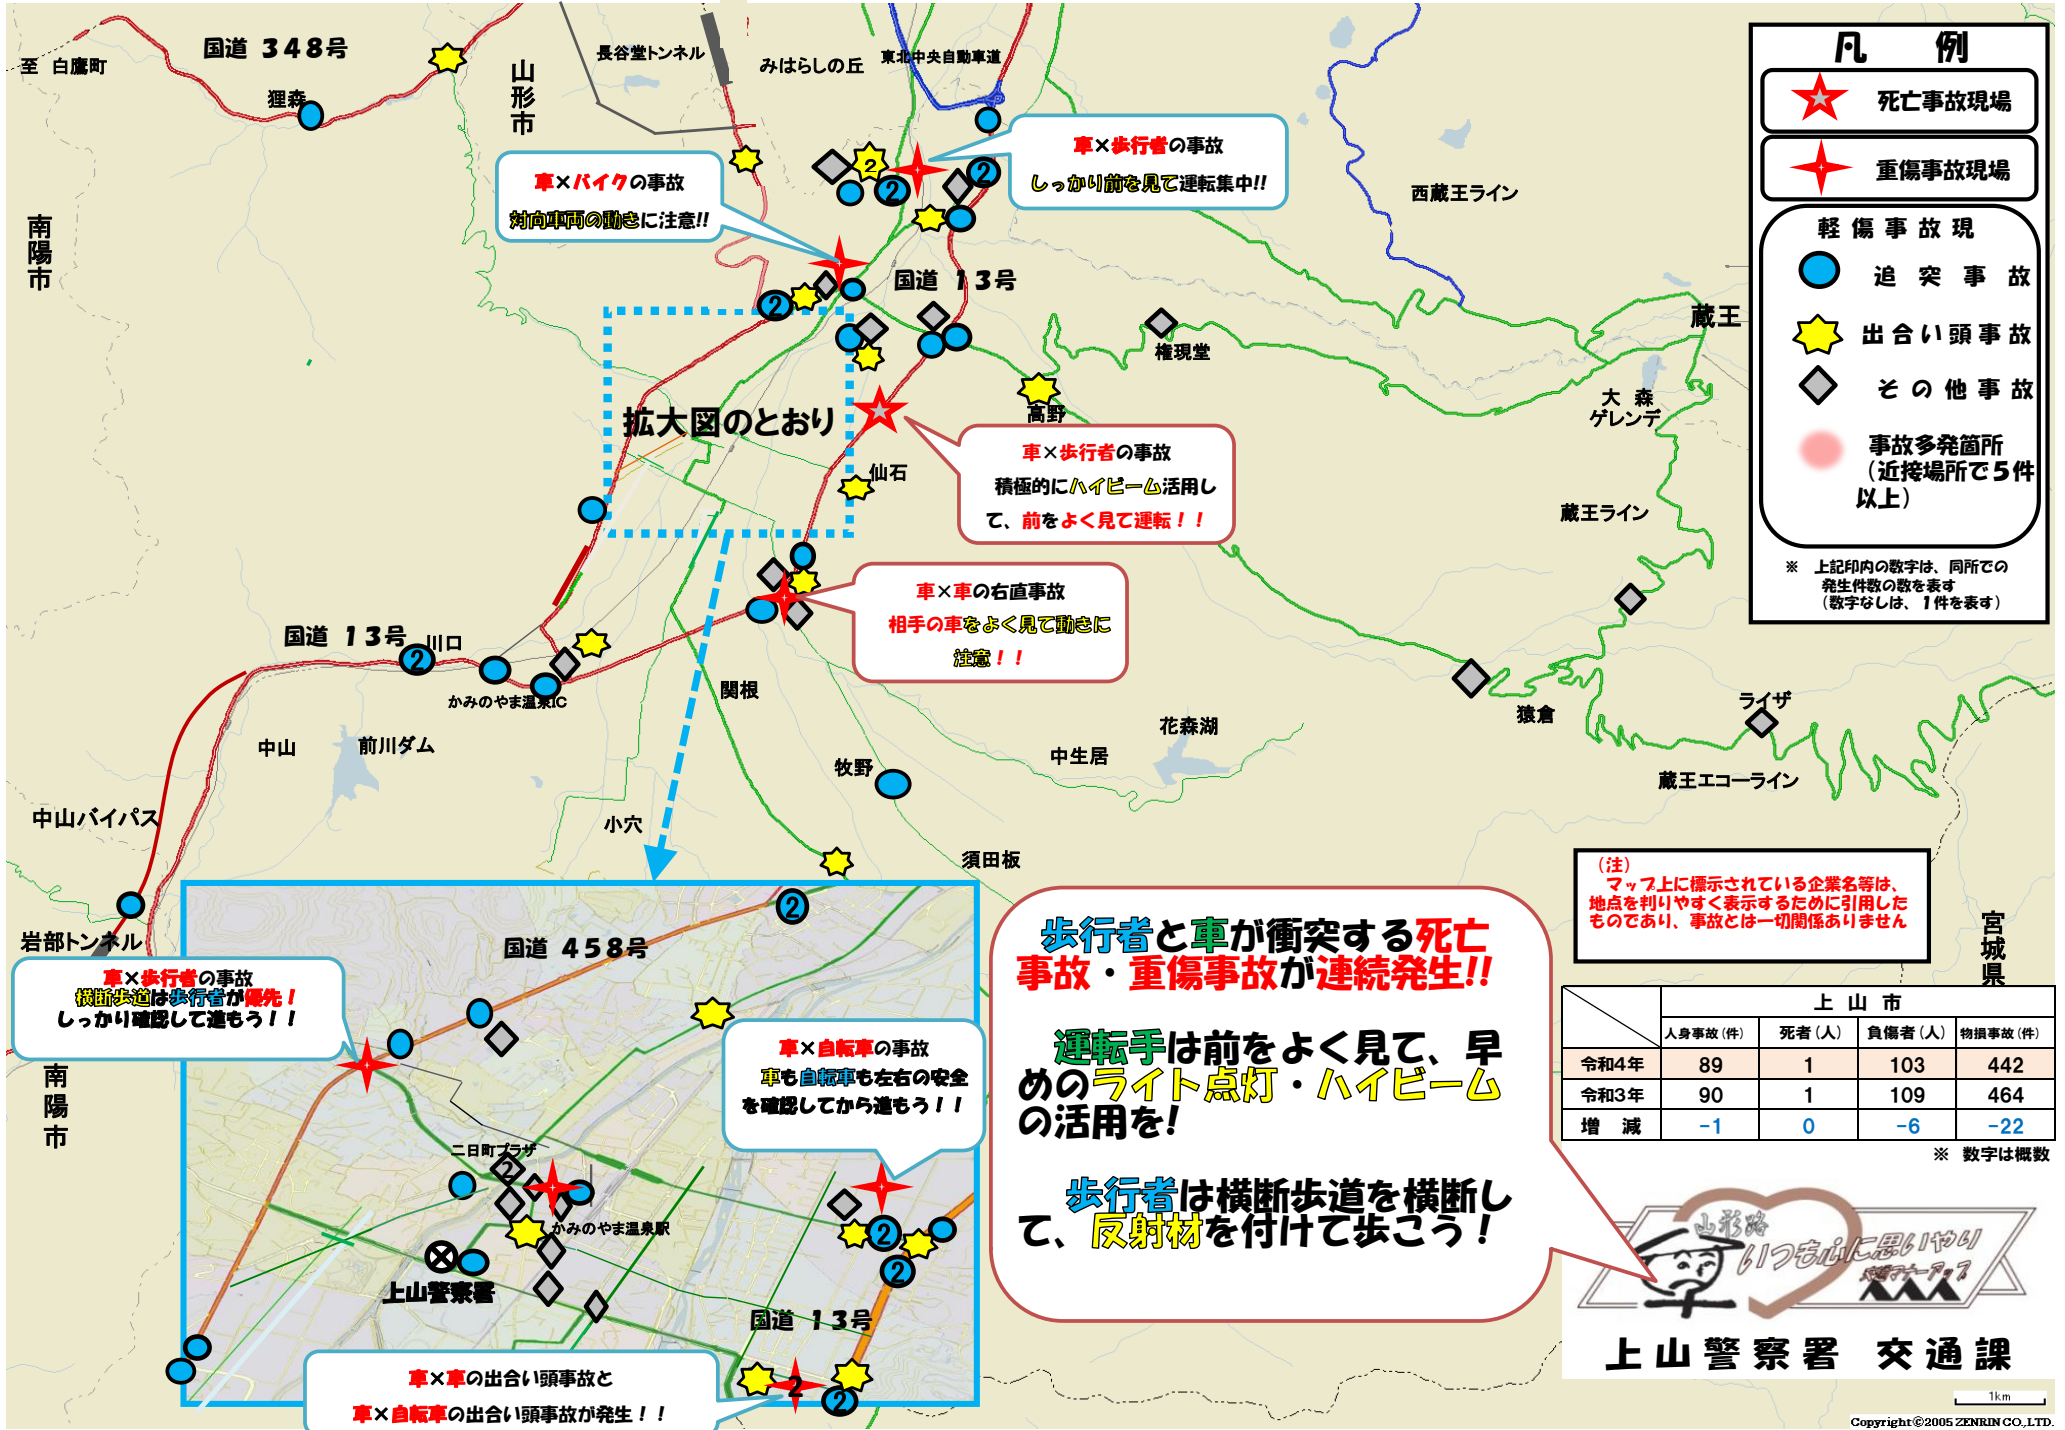 国道 348号
至 白鷹町
狸森
山形市
長谷堂トンネル
みはらしの丘
東北中央自動車道
南陽市
車×バイクの事故
対向車両の動きに注意!!
車×歩行者の事故
しっかり前を見て運転集中!!
2
2
2
2
国道 13号
西蔵王ライン
蔵王
権現堂
高野
大森
ゲレンデ
拡大図のとおり
仙石
車×歩行者の事故
積極的にハイビーム活用し
て、前をよく見て運転！！
蔵王ライン
車×車の右直事故
相手の車をよく見て動きに
注意！！
国道 13号
川口
2
かみのやま温泉IC
関根
猿倉
ライザ
中山
前川ダム
花森湖
中生居
牧野
蔵王エコーライン
中山バイパス
小穴
須田板
岩部トンネル
南陽市
宮城県
凡 例
死亡事故現場
重傷事故現場
軽傷事故現
追突事故
出合い頭事故
その他事故
事故多発箇所
（近接場所で５件
以上）
※ 上記印内の数字は、同所での
発生件数の数を表す
（数字なしは、１件を表す）
国道 458号
2
車×歩行者の事故
横断歩道は歩行者が優先！
しっかり確認して進もう！！
車×自転車の事故
車も自転車も左右の安全
を確認してから進もう！！
二日町プラザ
2
かみのやま温泉駅
上山警察署
2
2
国道 13号
2
2
車×車の出合い頭事故と
車×自転車の出合い頭事故が発生！！
歩行者と車が衝突する死亡
事故・重傷事故が連続発生!!
運転手は前をよく見て、早
めのライト点灯・ハイビーム
の活用を!
歩行者は横断歩道を横断し
て、反射材を付けて歩こう！
（注）
マップ上に標示されている企業名等は、
地点を判りやすく表示するために引用した
ものであり、事故とは一切関係ありません
上山市
人身事故(件) 死者(人) 負傷者(人) 物損事故(件)
令和4年 89 1 103 442
令和3年 90 1 109 464
増 減 -1 0 -6 -22
※ 数字は概数
山形路
いつも心に思いやり
交通マナーアップ
上山警察署 交通課
1km
Copyright©2005 ZENRIN CO.,LTD.